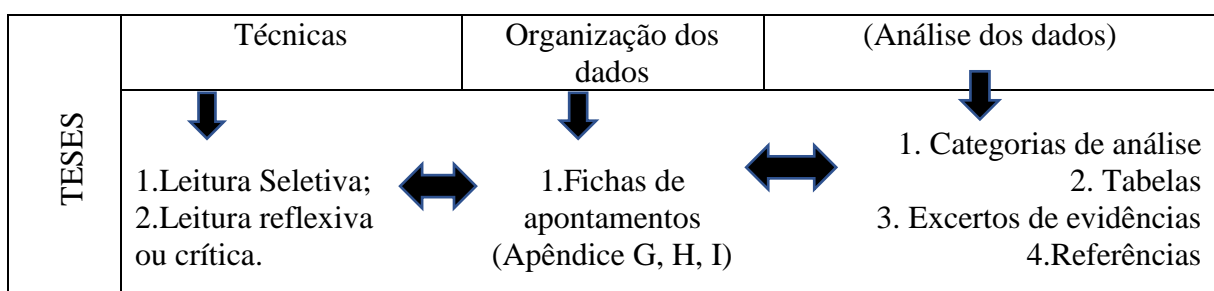 TESES
Técnicas
Organização dos
dados
(Análise dos dados)
1.Leitura Seletiva;
2.Leitura reflexiva
ou crítica.
1.Fichas de
apontamentos
(Apêndice G, H, I)
1. Categorias de análise
2. Tabelas
3. Excertos de evidências
4.Referências